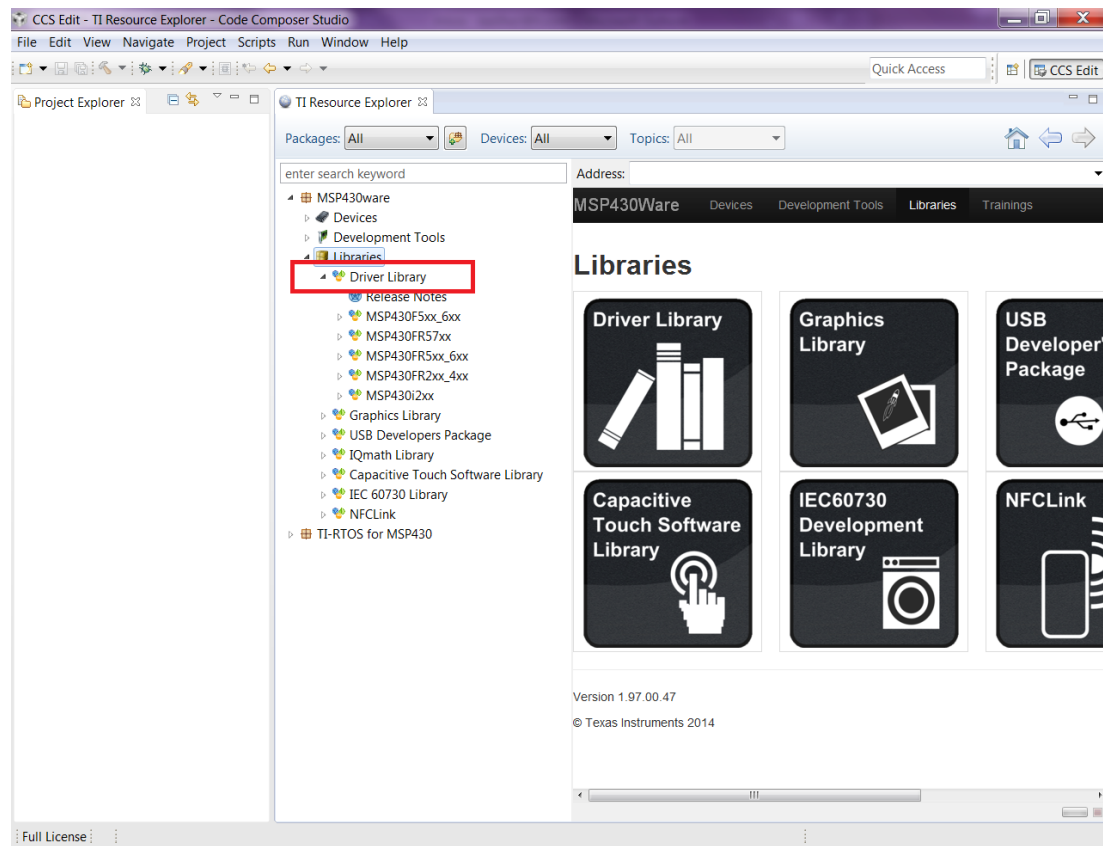 CCS Edit - TI Resource Explorer - Code Composer Studio
File Edit View Navigate Project Scripts Run Window Help
Quick Access
CCS Edit
Project Explorer
TI Resource Explorer
Packages: All
Devices: All
Topics: All
enter search keyword
Address:
MSP430ware
Devices
Development Tools
Libraries
Driver Library
Release Notes
MSP430F5xx_6xx
MSP430FR57xx
MSP430FR5xx_6xx
MSP430FR2xx_4xx
MSP430i2xx
Graphics Library
USB Developers Package
IQmath Library
Capacitive Touch Software Library
IEC 60730 Library
NFCLink
TI-RTOS for MSP430
MSP430Ware Devices Development Tools Libraries Trainings
Libraries
Driver Library
Graphics
Library
USB
Developer'
Package
Capacitive
Touch Software
Library
IEC60730
Development
Library
NFCLink
Version 1.97.00.47
© Texas Instruments 2014
Full License